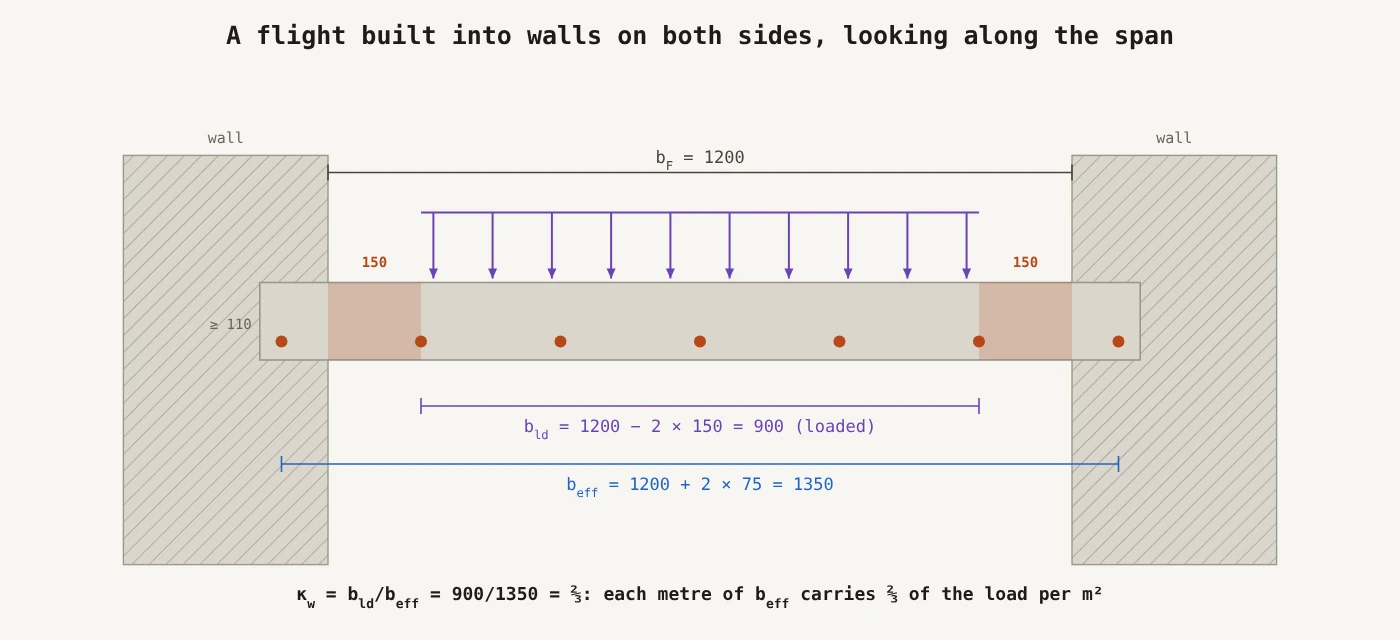 A flight built into walls on both sides, looking along the span
wall
wall
b_F = 1200
150
150
≥ 110
b_ld = 1200 − 2 × 150 = 900 (loaded)
b_eff = 1200 + 2 × 75 = 1350
κ_w = b_ld/b_eff = 900/1350 = ⅔: each metre of b_eff carries ⅔ of the load per m²